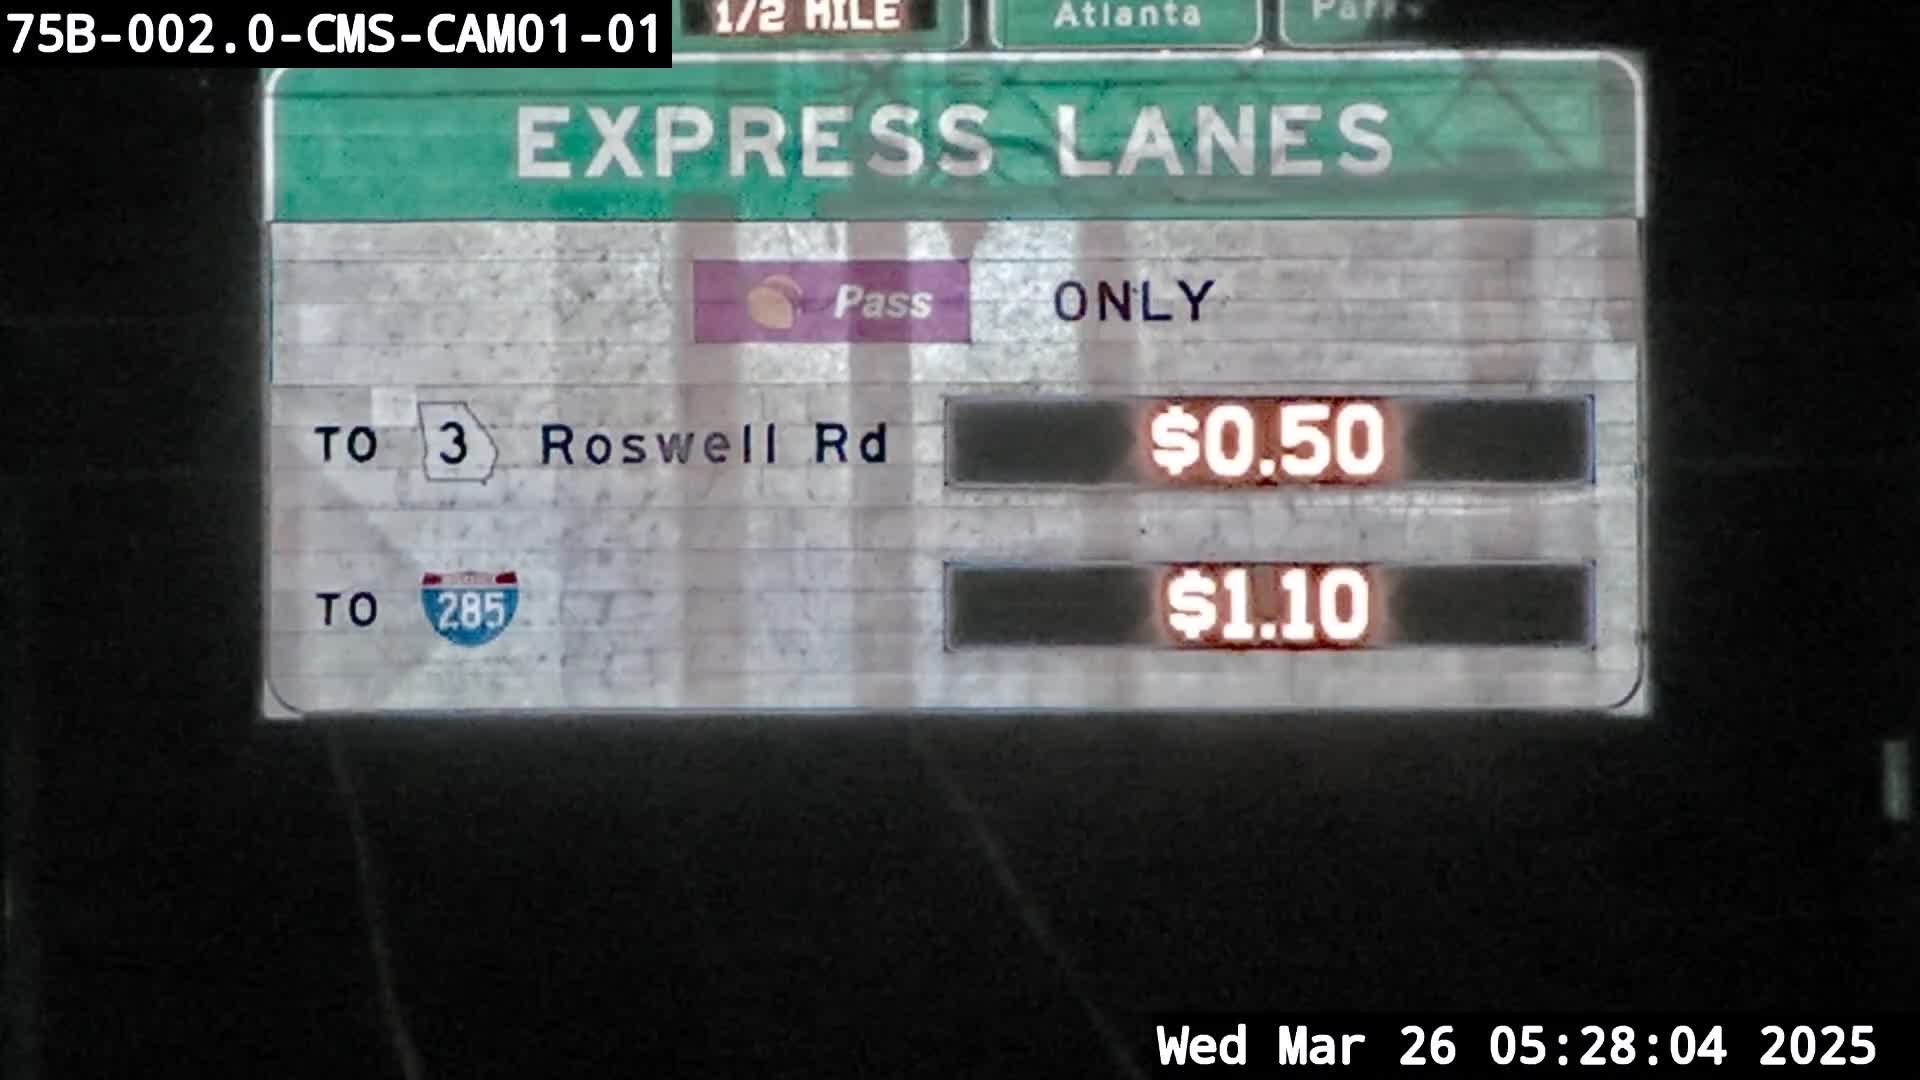 75B-002.0-CMS-CAM01-01
1/2 MILE
Atlanta
EXPRESS LANES
Pass ONLY
TO 3 Roswell Rd $0.50
TO 285 $1.10
Wed Mar 26 05:28:04 2025